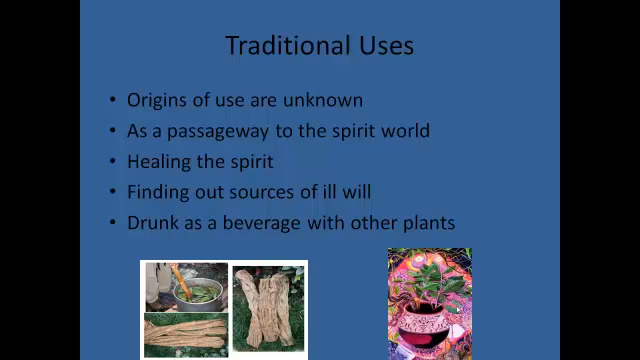 Traditional Uses
• Origins of use are unknown
• As a passageway to the spirit world
• Healing the spirit
• Finding out sources of ill will
• Drunk as a beverage with other plants